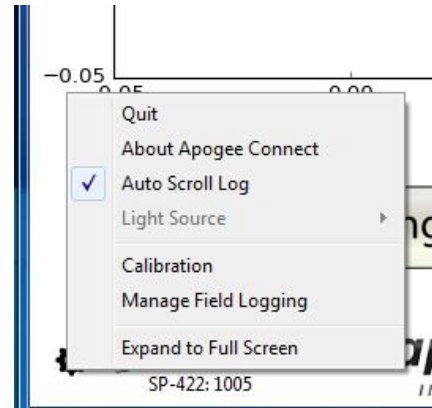 −0.05
Quit
About Apogee Connect
Auto Scroll Log
Light Source
Calibration
Manage Field Logging
Expand to Full Screen
SP-422: 1005